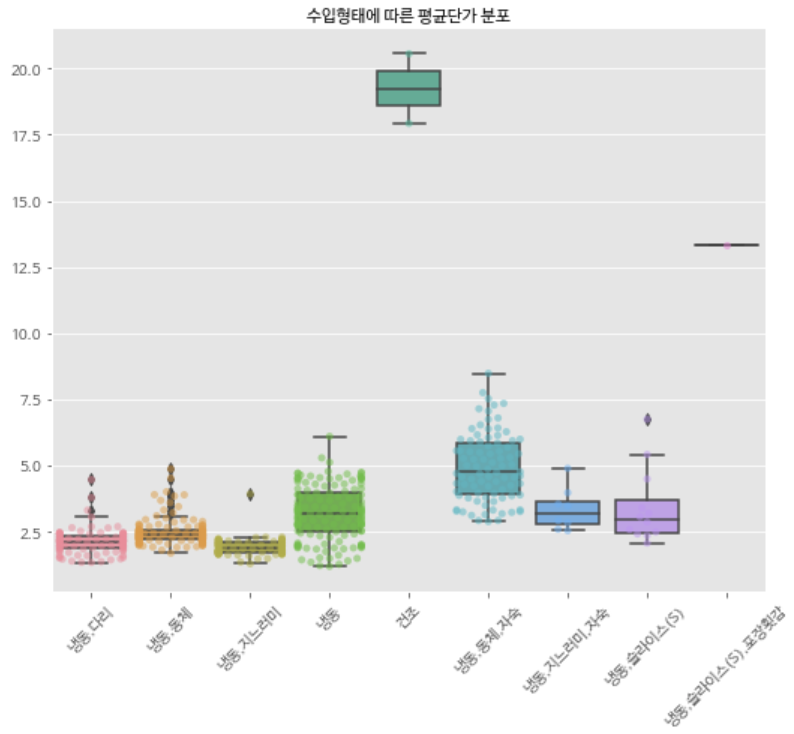 수입형태에 따른 평균단가 분포
20.0
17.5
15.0
12.5
10.0
7.5
5.0
2.5
냉동,다리
냉동,동체
냉동,지느러미
냉동
건조
냉동,동체,자숙
냉동,지느러미,자숙
냉동,슬라이스(S)
냉동,슬라이스(S),포장횟감